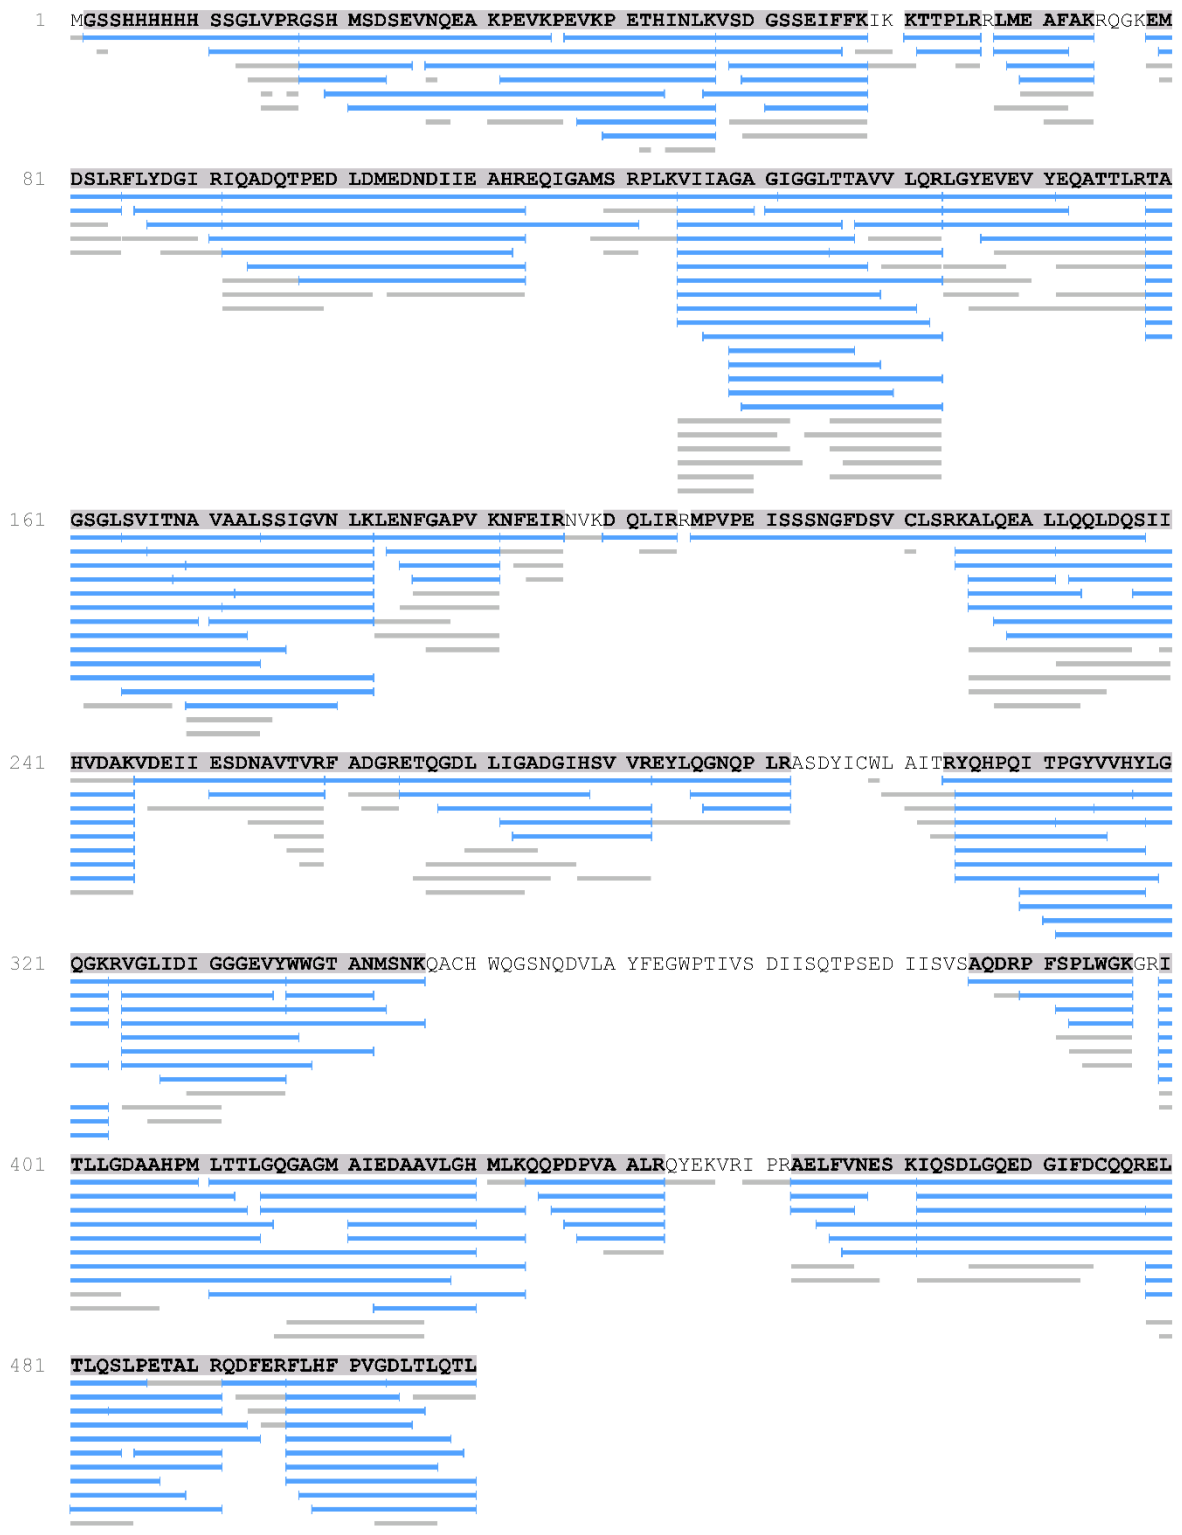 1 MGSSHHHHHH SSGLVPRGSH MSDSEVNQEA KPEVKPEVKP ETHINLKVSD GSSEIFFKIK KTTPLRRLME AFAKRQGKEM
81 DSLRFLYDGI RIQADQTPED LDMEDNDIIE AHREQIGAMS RPLKVIIAGA GIGGLTTAVV LQRLGYEVEV YEQATTLRTA
161 GSGLSVITNA VAALSSIGVN LKLENFGAPV KNFEIRNVKD QLIRRMPVPE ISSSNGFDSV CLSRKALQEA LLQQLDQSII
241 HVDAKVDEII ESDNAVTVRF ADGRETQGDL LIGADGIHSV VREYLQGNQP LRASDYICWL AITRYQHPQI TPGYVVHYLG
321 QGKRVGLIDI GGGEVYWWGT ANMSNKQACH WQGSNQDVLA YFEGWPTIVS DIISQTPSED IISVSAQDRP FSPLWGKGRI
401 TLLGDAAHPM LTTLGQGAGM AIEDAAVLGH MLKQQPDPVA ALRQYEKVRI PRAELFVNES KIQSDLGQED GIFDCQQREL
481 TLQSLPETAL RQDFERFLHF PVGDLTLQTL